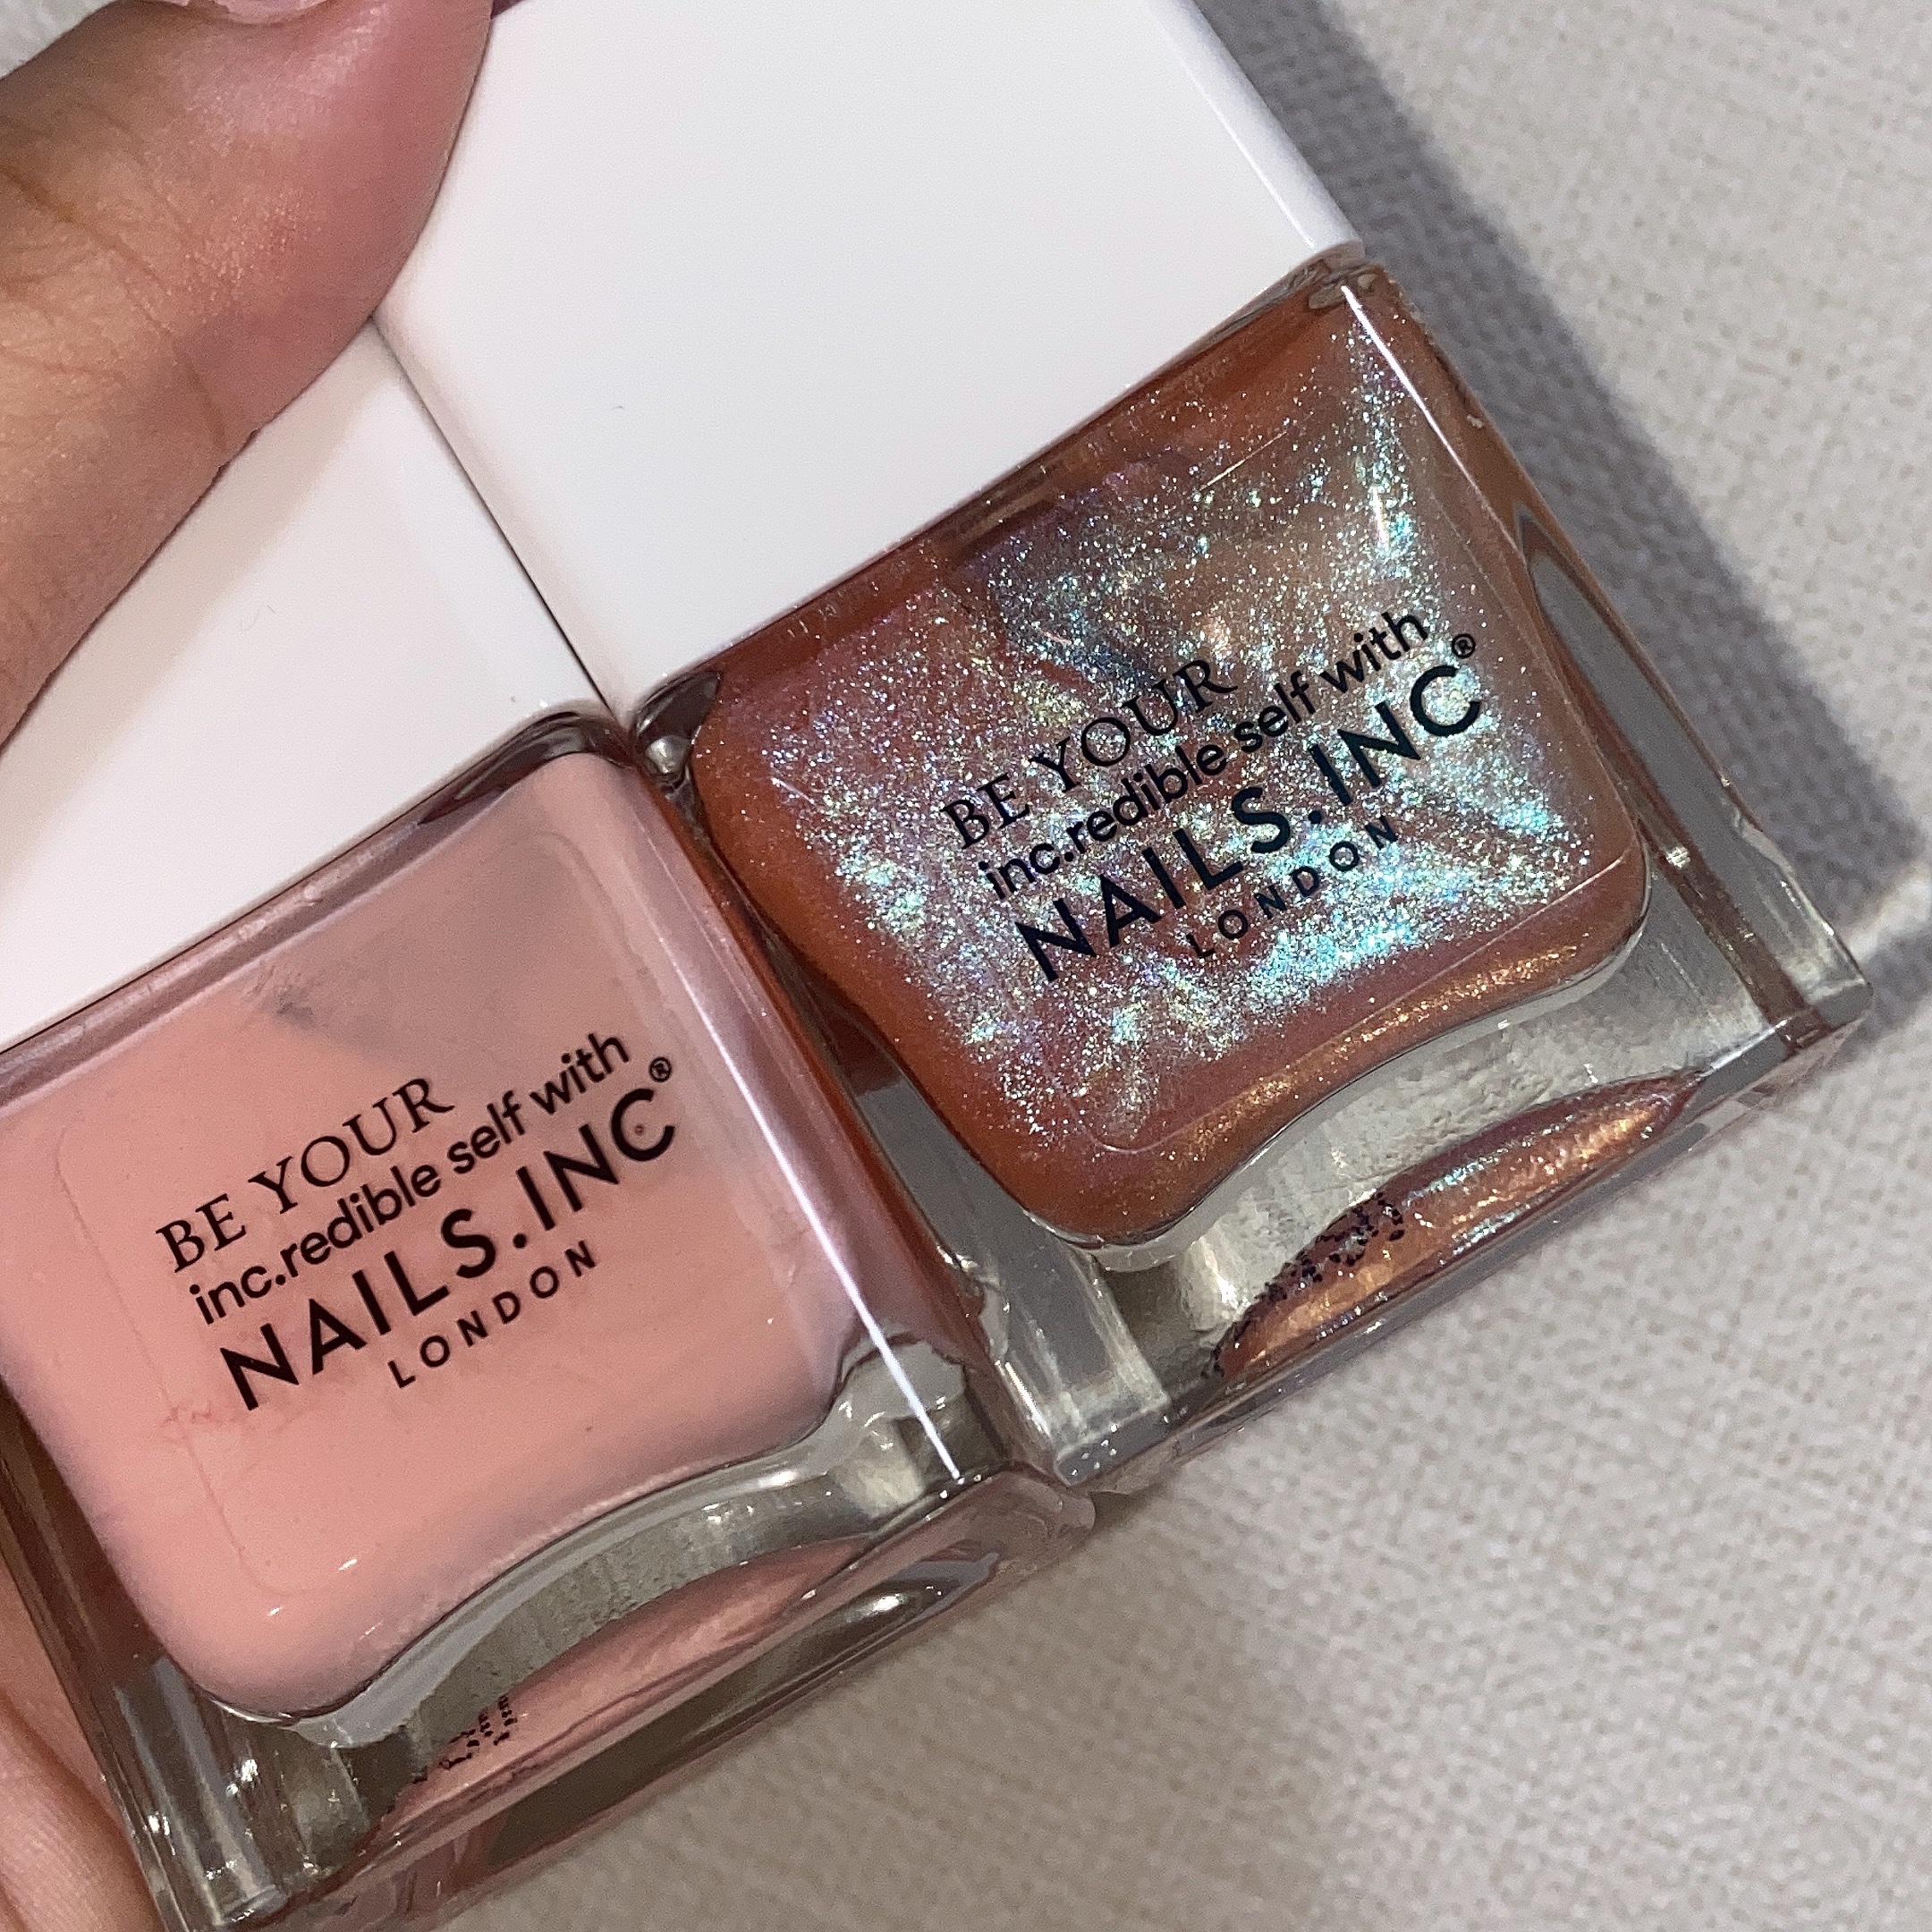 BE YOUR
inc.redible self with
NAILS.INC®
LONDON
BE YOUR
inc.redible self with
NAILS.INC®
LONDON